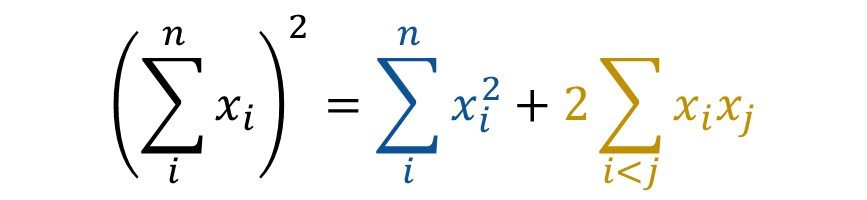 (∑_i^n x_i)^2 = ∑_i^n x_i^2 + 2 ∑_{i<j} x_i x_j